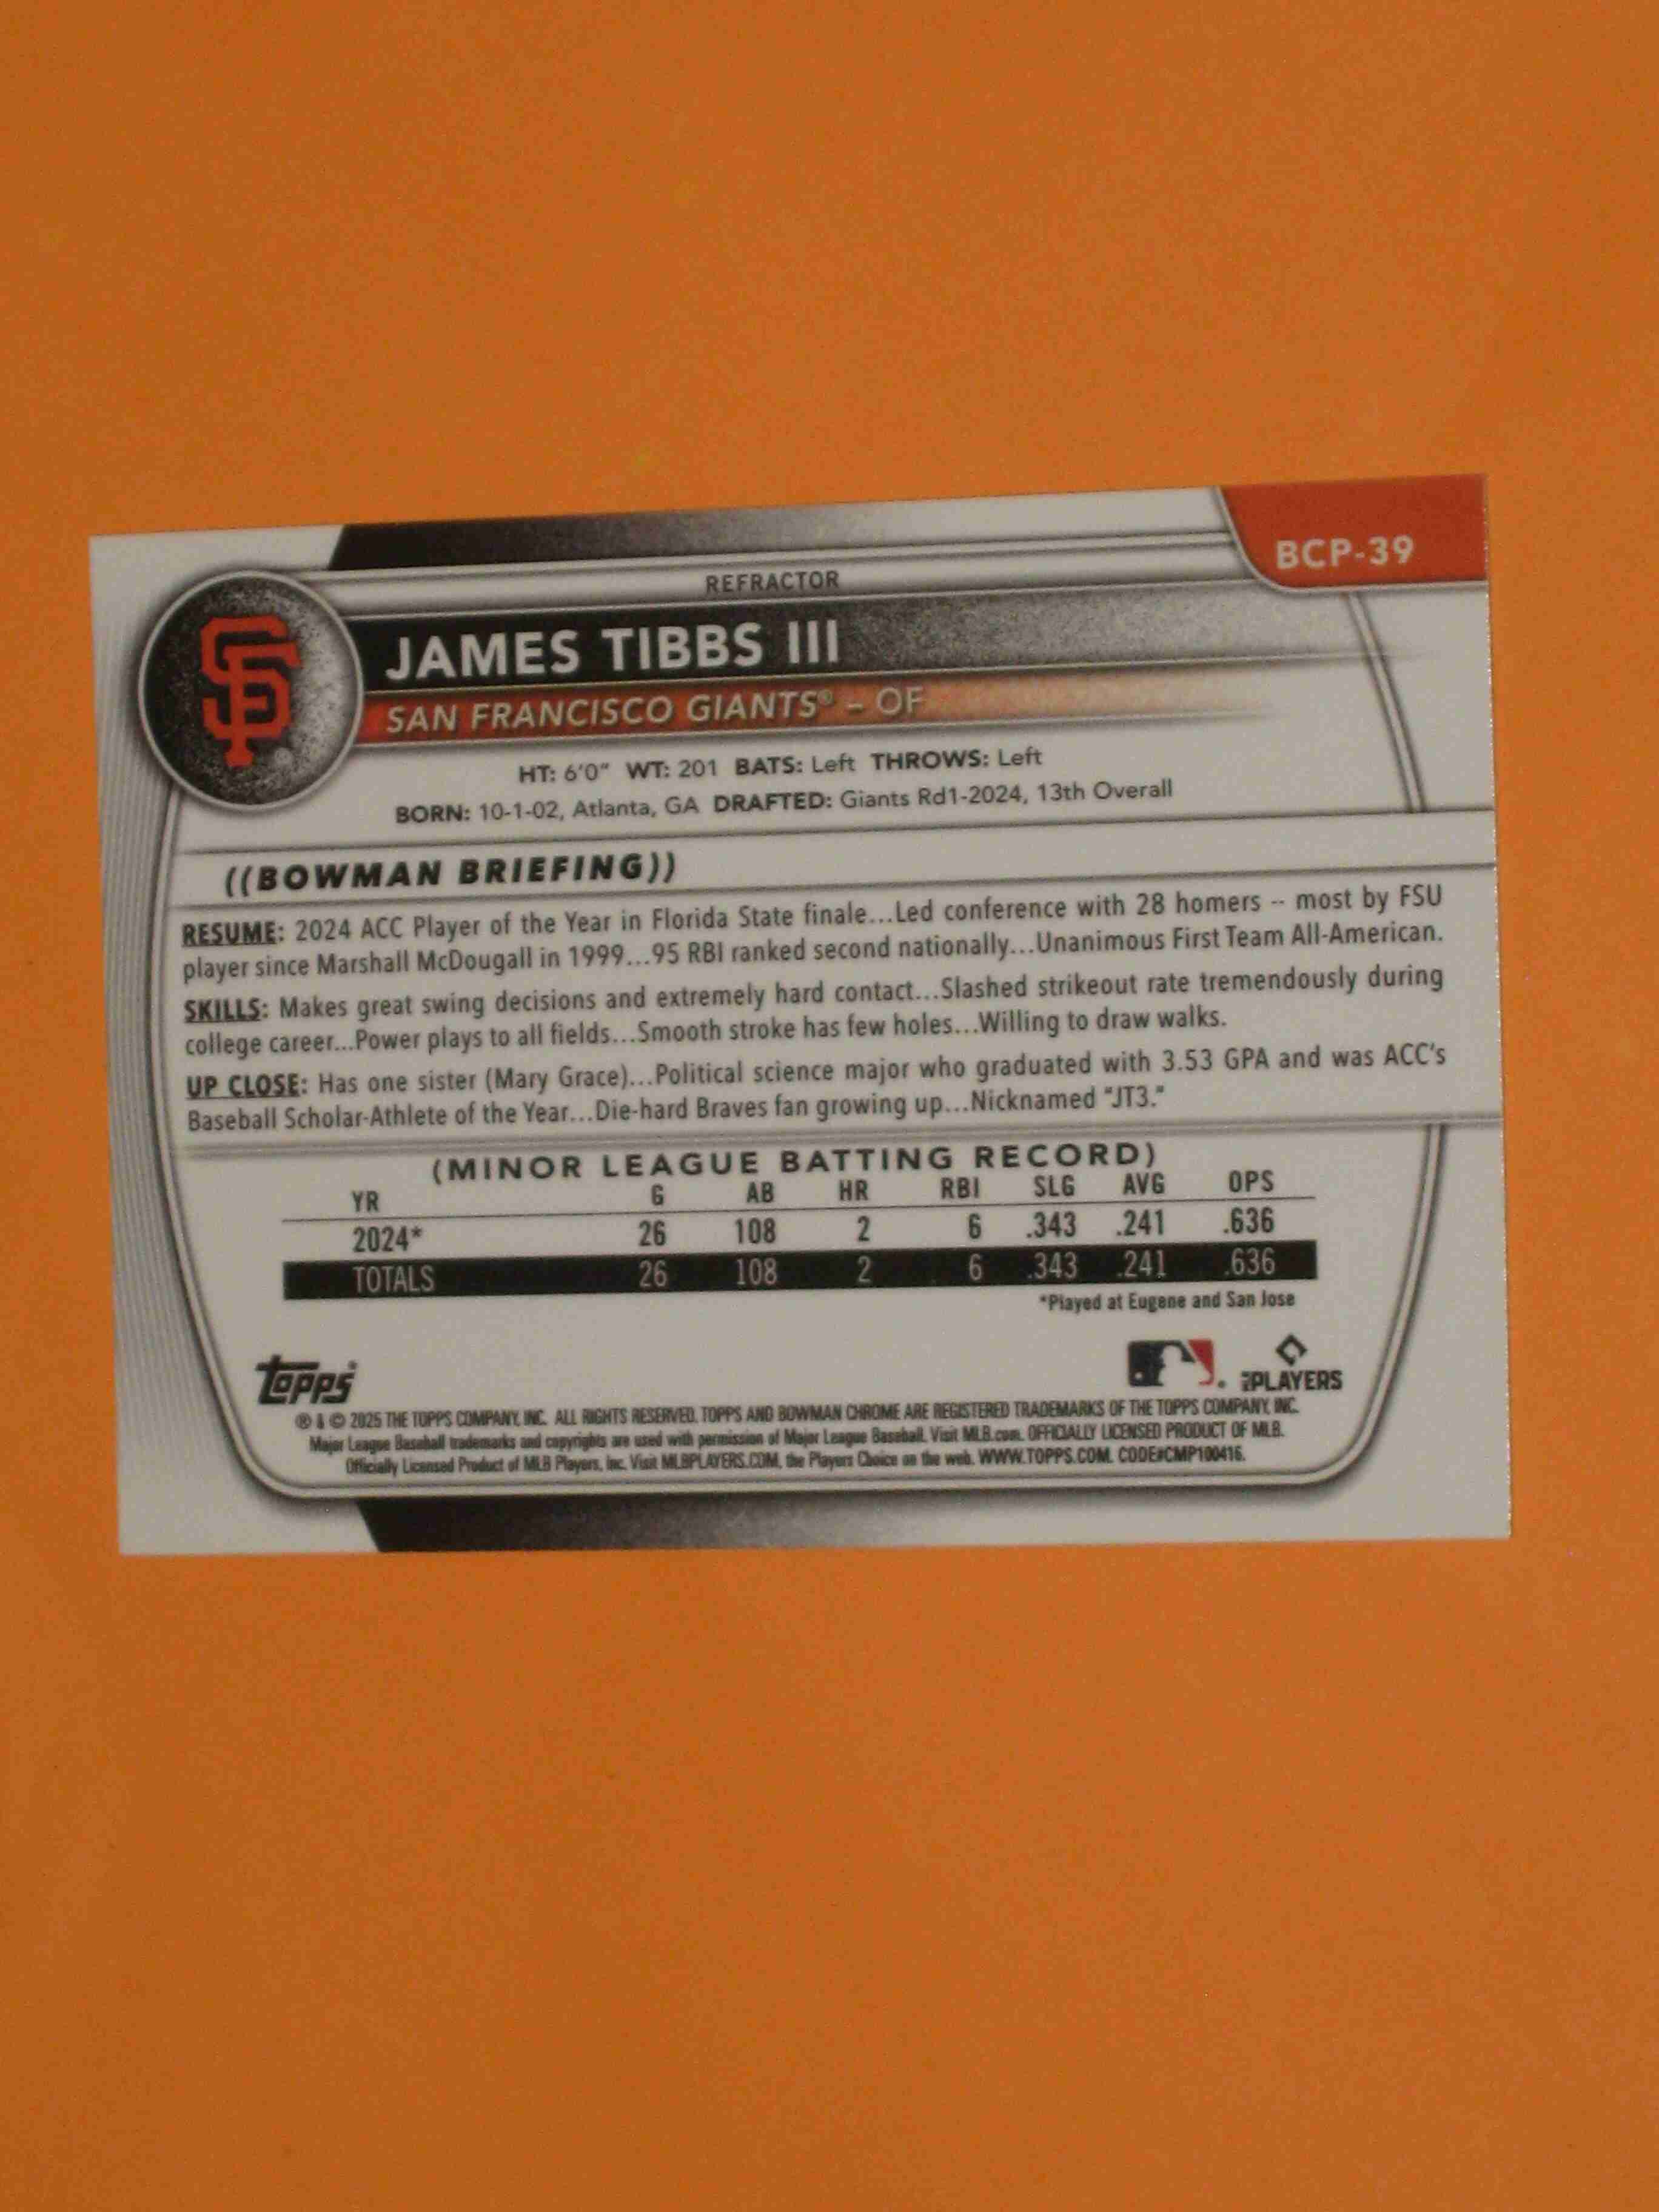 BCP-39
REFRACTOR
SF
JAMES TIBBS III
SAN FRANCISCO GIANTS® – OF
HT: 6'0" WT: 201 BATS: Left THROWS: Left
BORN: 10-1-02, Atlanta, GA DRAFTED: Giants Rd1-2024, 13th Overall
((BOWMAN BRIEFING))
RESUME: 2024 ACC Player of the Year in Florida State finale...Led conference with 28 homers -- most by FSU
player since Marshall McDougall in 1999...95 RBI ranked second nationally...Unanimous First Team All-American.
SKILLS: Makes great swing decisions and extremely hard contact...Slashed strikeout rate tremendously during
college career...Power plays to all fields...Smooth stroke has few holes...Willing to draw walks.
UP CLOSE: Has one sister (Mary Grace)...Political science major who graduated with 3.53 GPA and was ACC's
Baseball Scholar-Athlete of the Year...Die-hard Braves fan growing up...Nicknamed "JT3."
(MINOR LEAGUE BATTING RECORD)
YR G AB HR RBI SLG AVG OPS
2024* 26 108 2 6 .343 .241 .636
TOTALS 26 108 2 6 .343 .241 .636
*Played at Eugene and San Jose
Topps
PLAYERS
® & © 2025 THE TOPPS COMPANY, INC. ALL RIGHTS RESERVED. TOPPS AND BOWMAN CHROME ARE REGISTERED TRADEMARKS OF THE TOPPS COMPANY, INC.
Major League Baseball trademarks and copyrights are used with permission of Major League Baseball. Visit MLB.com. OFFICIALLY LICENSED PRODUCT OF MLB.
Officially Licensed Product of MLB Players, Inc. Visit MLBPLAYERS.COM, the Players Choice on the web. WWW.TOPPS.COM. CODE#CMP100416.